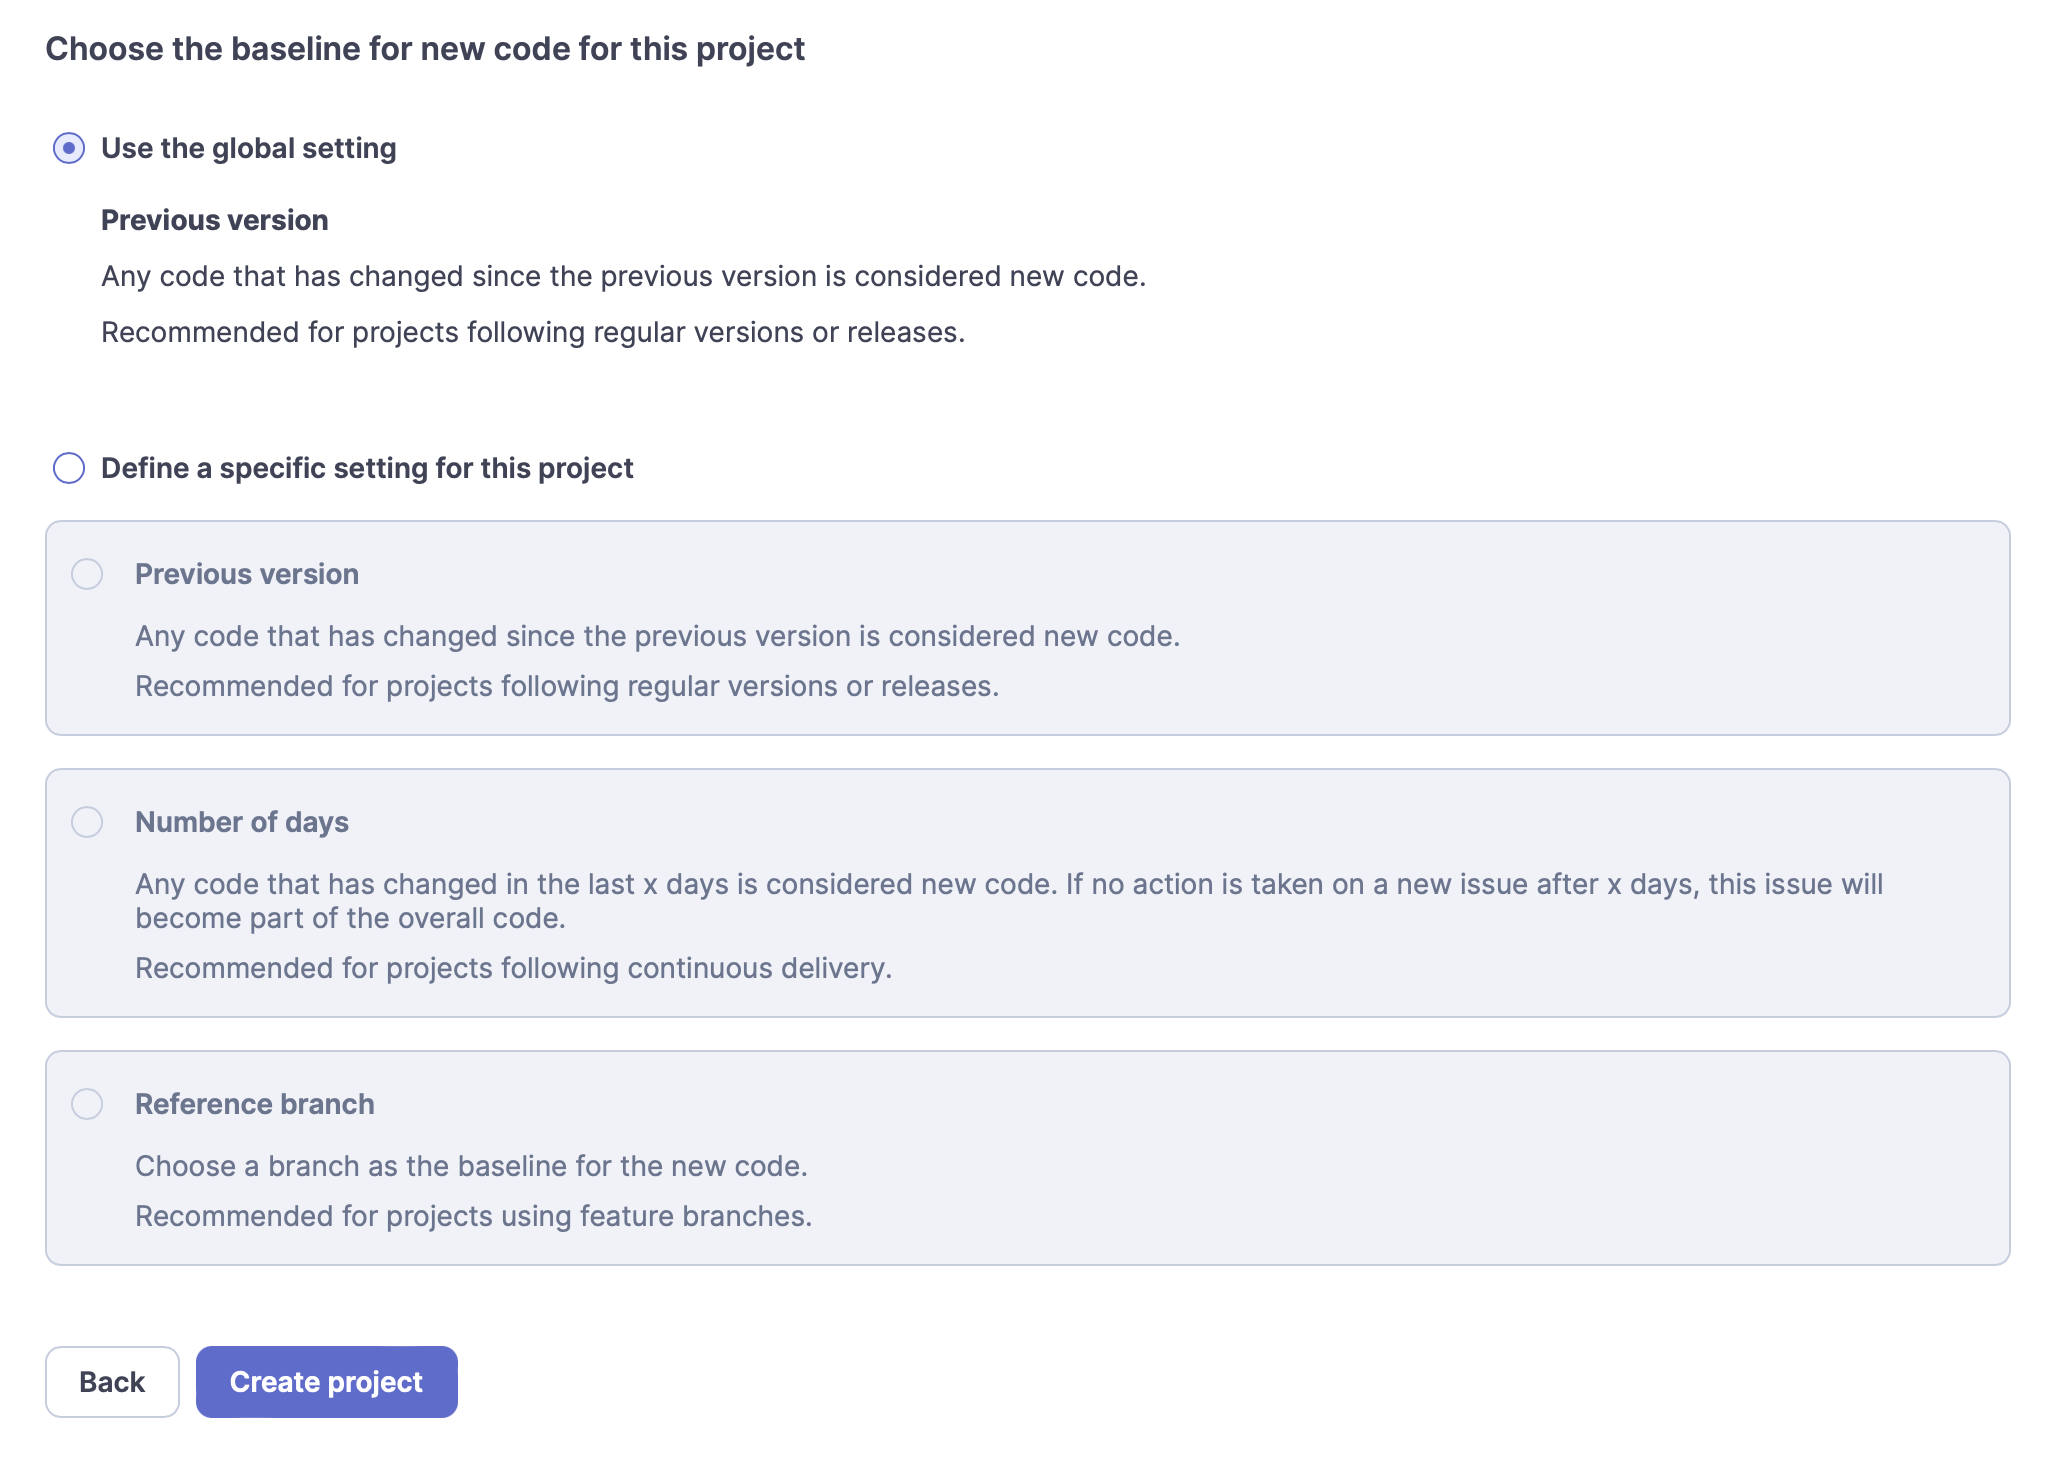 Choose the baseline for new code for this project
Use the global setting
Previous version
Any code that has changed since the previous version is considered new code.
Recommended for projects following regular versions or releases.
Define a specific setting for this project
Previous version
Any code that has changed since the previous version is considered new code.
Recommended for projects following regular versions or releases.
Number of days
Any code that has changed in the last x days is considered new code. If no action is taken on a new issue after x days, this issue will
become part of the overall code.
Recommended for projects following continuous delivery.
Reference branch
Choose a branch as the baseline for the new code.
Recommended for projects using feature branches.
Back
Create project